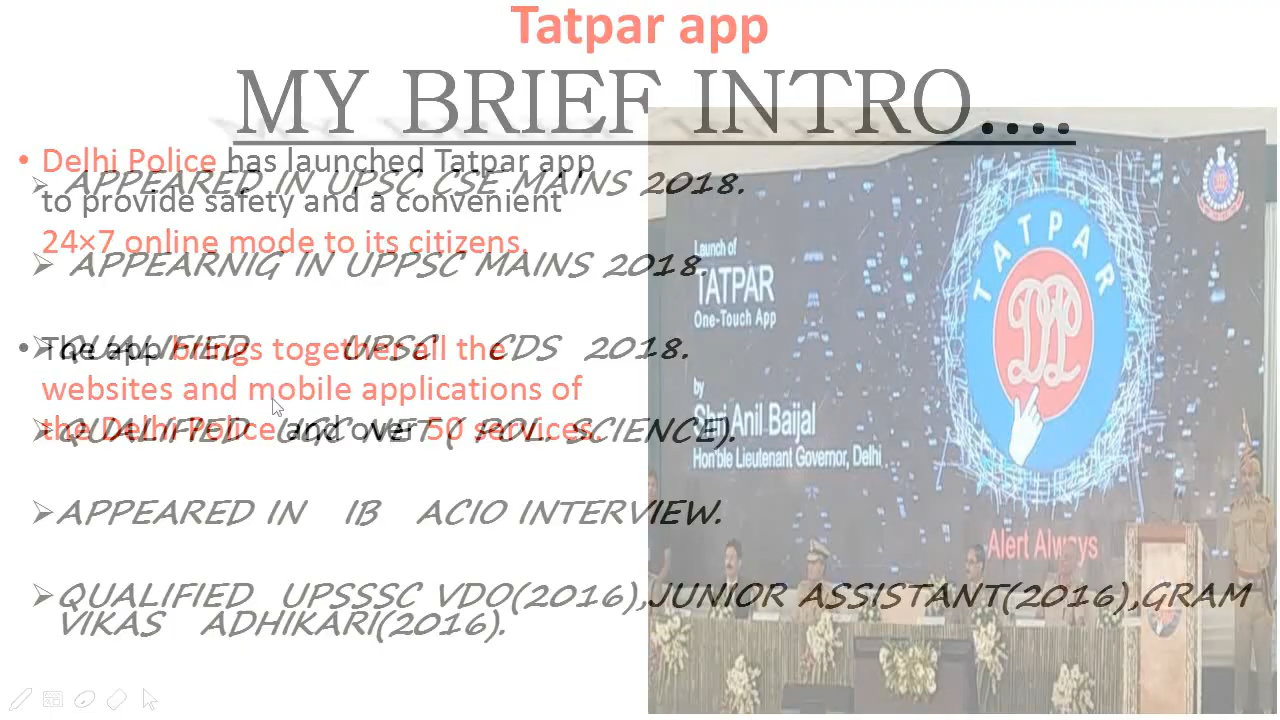 Tatpar app
MY BRIEF INTRO....
• Delhi Police has launched Tatpar app
to provide safety and a convenient
24×7 online mode to its citizens.
• The app brings together all the
websites and mobile applications of
the Delhi Police and over 50 services.
➢ APPEARED IN UPSC CSE MAINS 2018.
➢ APPEARNIG IN UPPSC MAINS 2018.
➢ QUALIFIED UPSC CDS 2018.
➢ QUALIFIED UGC NET ( POL. SCIENCE).
➢ APPEARED IN IB ACIO INTERVIEW.
➢ QUALIFIED UPSSSC VDO(2016),JUNIOR ASSISTANT(2016),GRAM
VIKAS ADHIKARI(2016).
Launch of
TATPAR
One-Touch App
by
Shri Anil Baijal
Hon'ble Lieutenant Governor, Delhi
TATPAR
DP
Alert Always